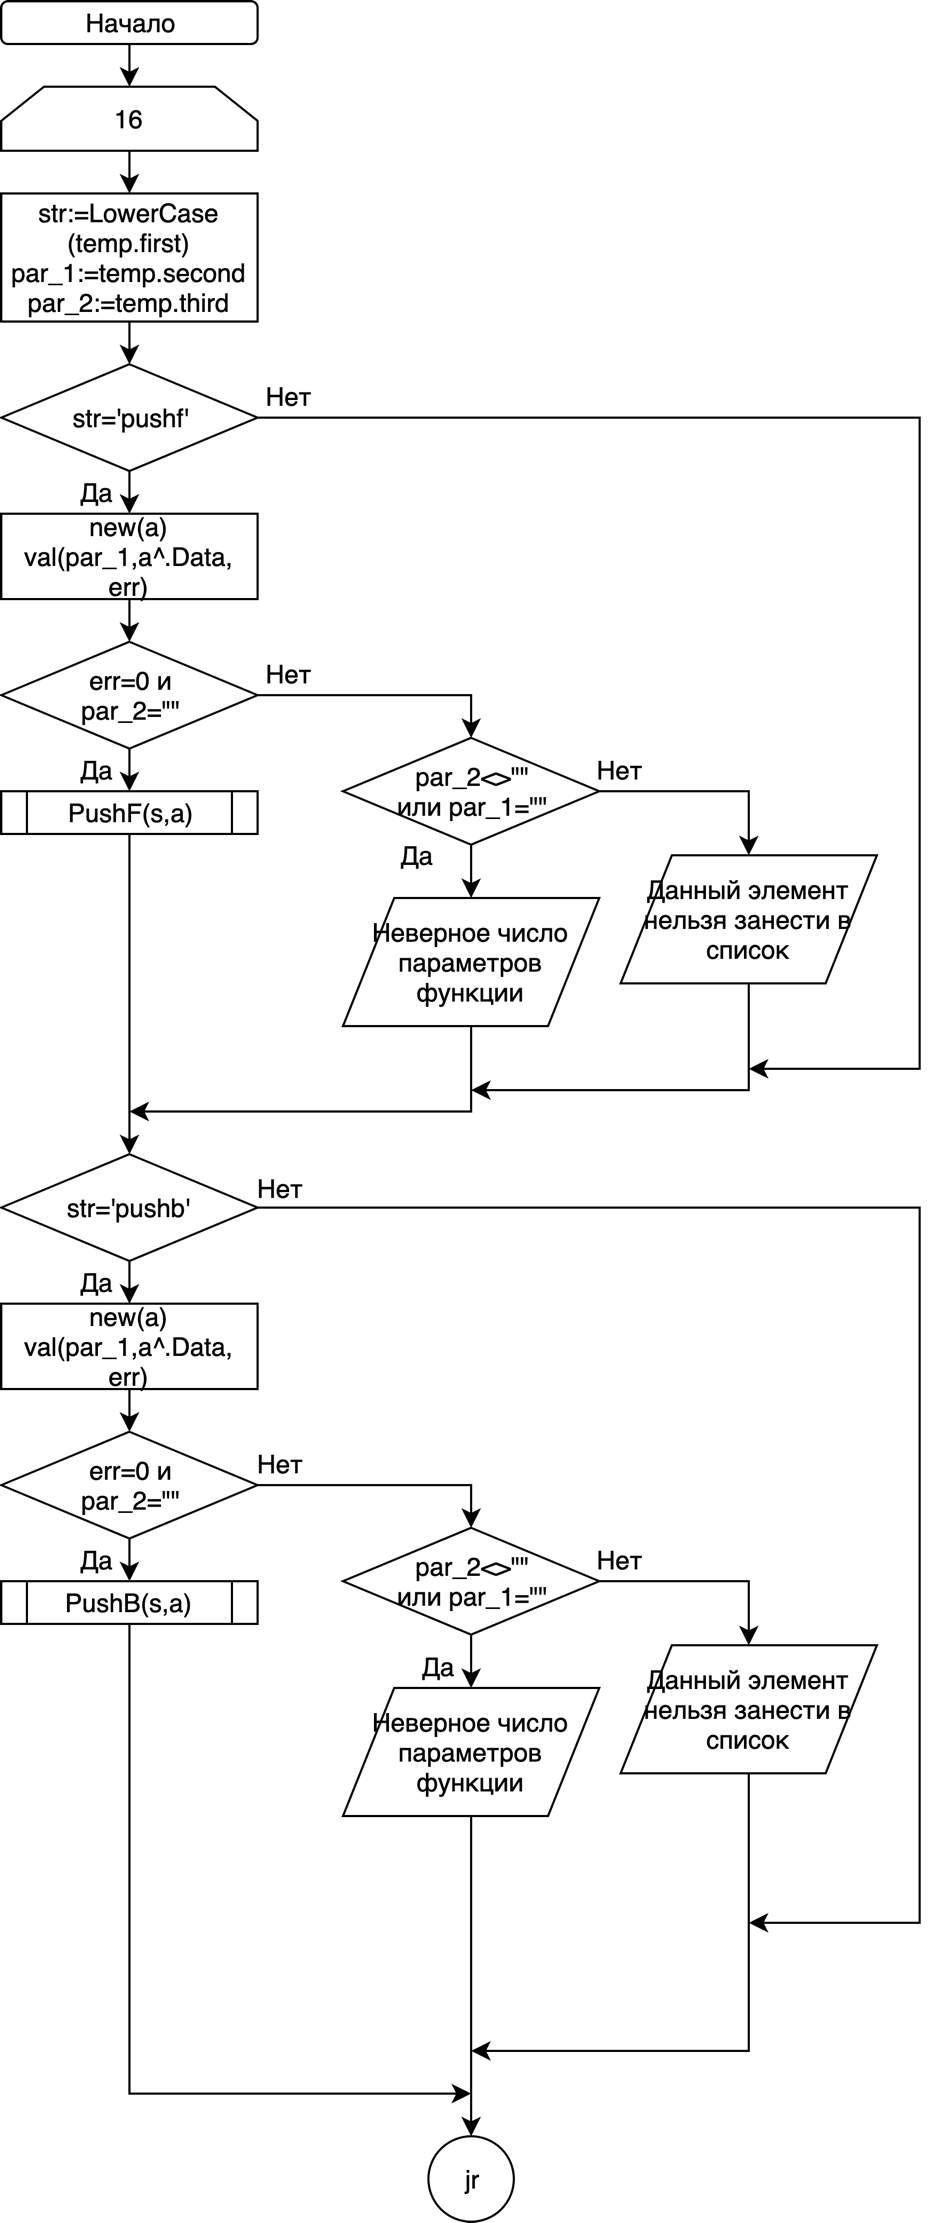 Начало
16
str:=LowerCase
(temp.first)
par_1:=temp.second
par_2:=temp.third
str='pushf'
Нет
Да
new(a)
val(par_1,a^.Data,
err)
err=0 и
par_2=""
Нет
Да
par_2<>""
или par_1=""
Нет
Да
PushF(s,a)
Данный элемент
нельзя занести в
список
Неверное число
параметров
функции
str='pushb'
Нет
Да
new(a)
val(par_1,a^.Data,
err)
err=0 и
par_2=""
Нет
Да
par_2<>""
или par_1=""
Нет
Да
PushB(s,a)
Данный элемент
нельзя занести в
список
Неверное число
параметров
функции
jr